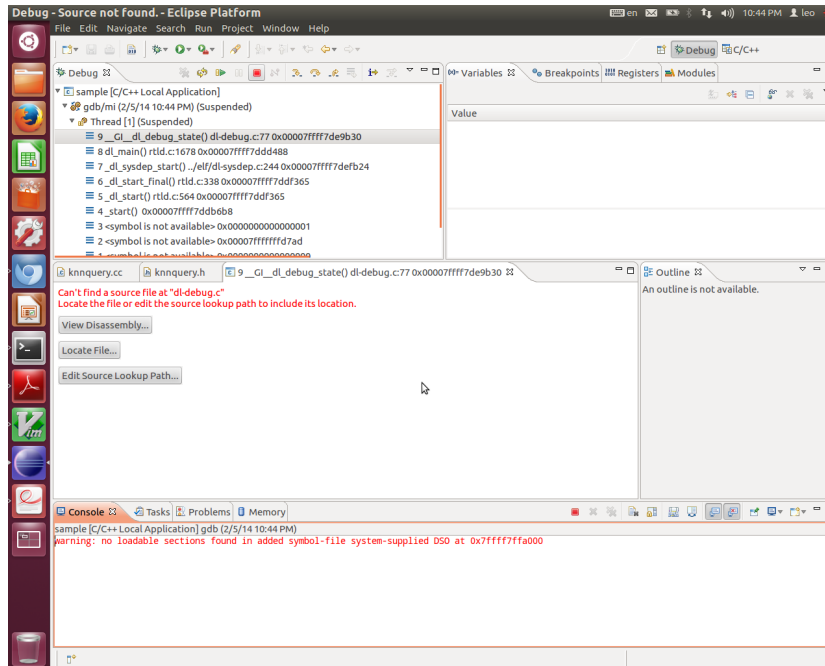 Debug - Source not found. - Eclipse Platform
en
10:44 PM leo
File Edit Navigate Search Run Project Window Help
Debug C/C++
Debug
sample [C/C++ Local Application]
gdb/mi (2/5/14 10:44 PM) (Suspended)
Thread [1] (Suspended)
9 __GI__dl_debug_state() dl-debug.c:77 0x00007ffff7de9b30
8 dl_main() rtld.c:1678 0x00007ffff7ddd488
7 _dl_sysdep_start() ../elf/dl-sysdep.c:244 0x00007ffff7defb24
6 _dl_start_final() rtld.c:338 0x00007ffff7ddf365
5 _dl_start() rtld.c:564 0x00007ffff7ddf365
4 _start() 0x00007ffff7ddb6b8
3 <symbol is not available> 0x0000000000000001
2 <symbol is not available> 0x00007fffffffd7ad
1 <symbol is not available> 0x0000000000000000
Variables Breakpoints Registers Modules
Value
knnquery.cc knnquery.h 9 __GI__dl_debug_state() dl-debug.c:77 0x00007ffff7de9b30
Can't find a source file at "dl-debug.c"
Locate the file or edit the source lookup path to include its location.
View Disassembly...
Locate File...
Edit Source Lookup Path...
Outline
An outline is not available.
Console Tasks Problems Memory
sample [C/C++ Local Application] gdb (2/5/14 10:44 PM)
warning: no loadable sections found in added symbol-file system-supplied DSO at 0x7ffff7ffa000